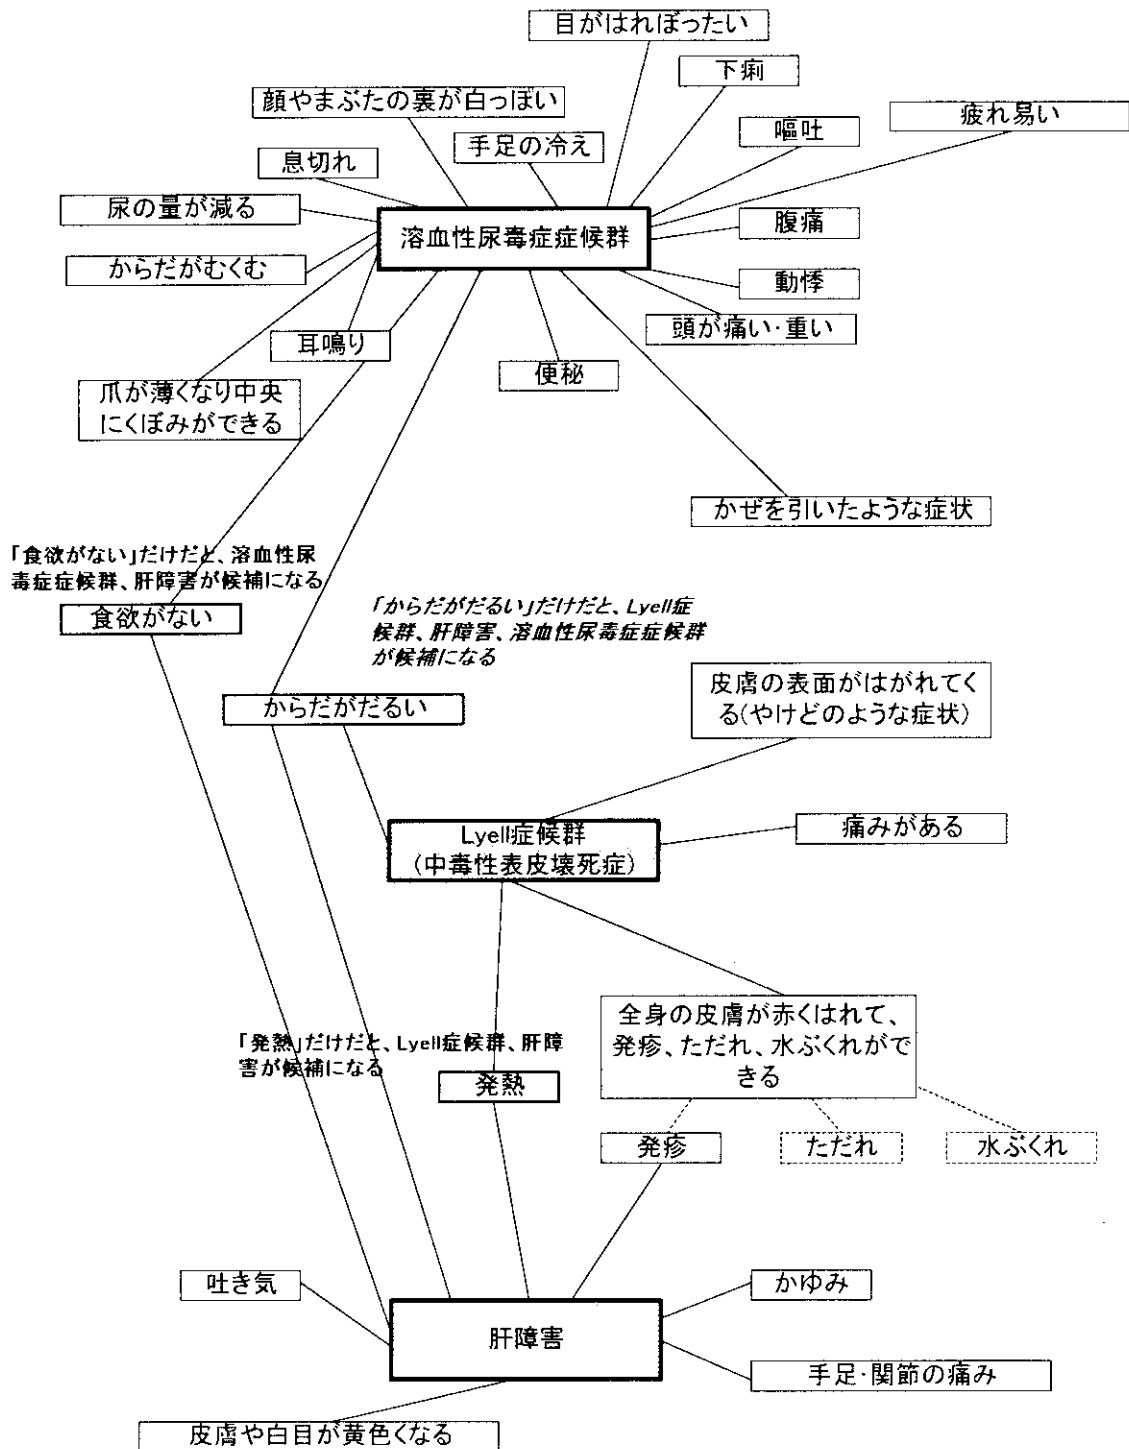 目がはれぼったい
下痢
顔やまぶたの裏が白っぽい
疲れ易い
嘔吐
手足の冷え
息切れ
尿の量が減る
溶血性尿毒症症候群
腹痛
からだがむくむ
動悸
頭が痛い・重い
耳鳴り
便秘
爪が薄くなり中央
にくぼみができる
かぜを引いたような症状
「食欲がない」だけだと、溶血性尿
毒症症候群、肝障害が候補になる
食欲がない
「からだがだるい」だけだと、Lyell症
候群、肝障害、溶血性尿毒症症候群
が候補になる
からだがだるい
皮膚の表面がはがれてく
る(やけどのような症状)
Lyell症候群
(中毒性表皮壊死症)
痛みがある
全身の皮膚が赤くはれて、
発疹、ただれ、水ぶくれがで
きる
「発熱」だけだと、Lyell症候群、肝障
害が候補になる
発熱
発疹
ただれ
水ぶくれ
吐き気
かゆみ
肝障害
手足・関節の痛み
皮膚や白目が黄色くなる